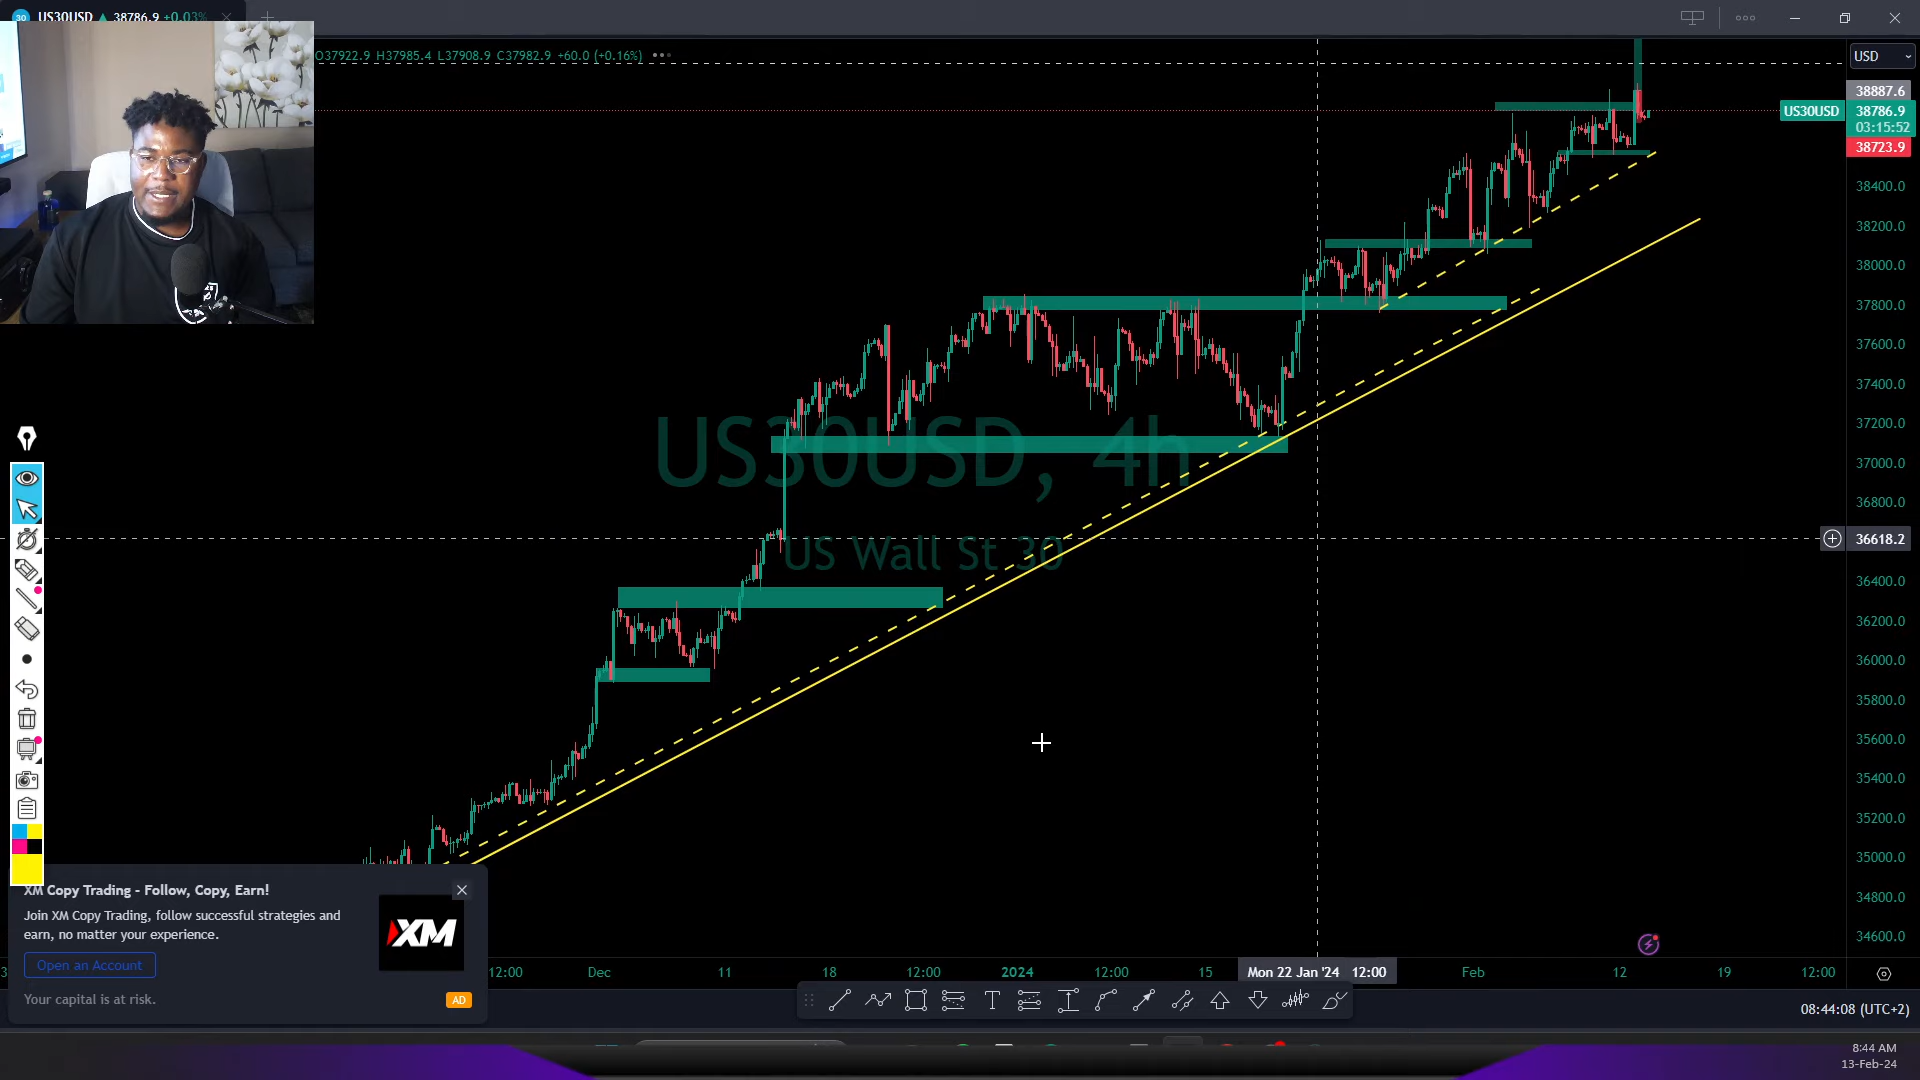 US30USD ▲ 38786.9 +0.03%
O37922.9 H37985.4 L37908.9 C37982.9 +60.0 (+0.16%)
USD
38887.6
US30USD 38786.9
03:15:52
38723.9
38400.0
38200.0
38000.0
37800.0
37600.0
37400.0
37200.0
37000.0
36800.0
36618.2
36400.0
36200.0
36000.0
35800.0
35600.0
35400.0
35200.0
35000.0
34800.0
34600.0
US30USD, 4h
US Wall St 30
XM Copy Trading - Follow, Copy, Earn!
Join XM Copy Trading, follow successful strategies and
earn, no matter your experience.
Open an Account
Your capital is at risk.
AD
XM
12:00 Dec 11 18 12:00 2024 12:00 15 Mon 22 Jan '24 12:00 Feb 12 19 12:00
08:44:08 (UTC+2)
8:44 AM
13-Feb-24